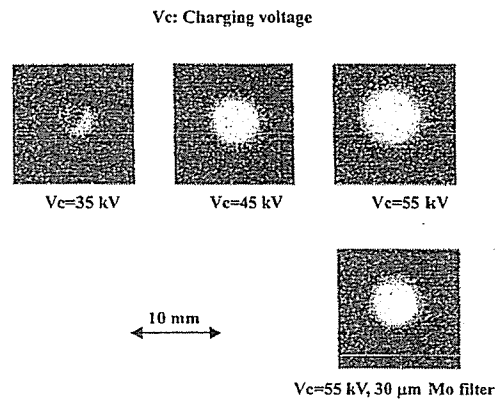 Vc: Charging voltage
Vc=35 kV
Vc=45 kV
Vc=55 kV
10 mm
Vc=55 kV, 30 μm Mo filter